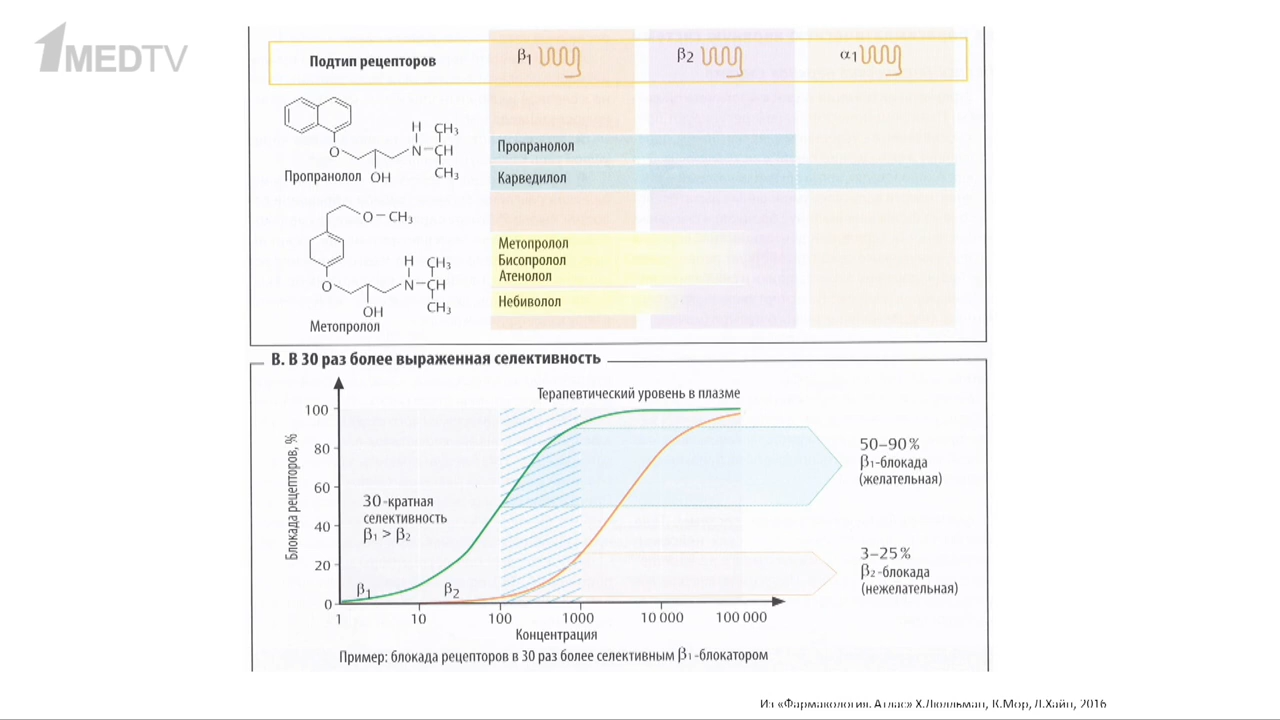 1MEDTV
Подтип рецепторов
β1
β2
α1
H CH3
O N–CH
Пропранолол OH CH3
Пропранолол
Карведилол
O–CH3
H CH3
O N–CH
OH CH3
Метопролол
Метопролол
Бисопролол
Атенолол
Небиволол
В. В 30 раз более выраженная селективность
Терапевтический уровень в плазме
Блокада рецепторов, %
100
80
60
40
20
0
30-кратная
селективность
β1 > β2
β1
β2
50–90%
β1-блокада
(желательная)
3–25%
β2-блокада
(нежелательная)
1 10 100 1000 10 000 100 000
Концентрация
Пример: блокада рецепторов в 30 раз более селективным β1-блокатором
Из «Фармакология. Атлас» Х.Люлльман, К.Мор, Л.Хайн, 2016